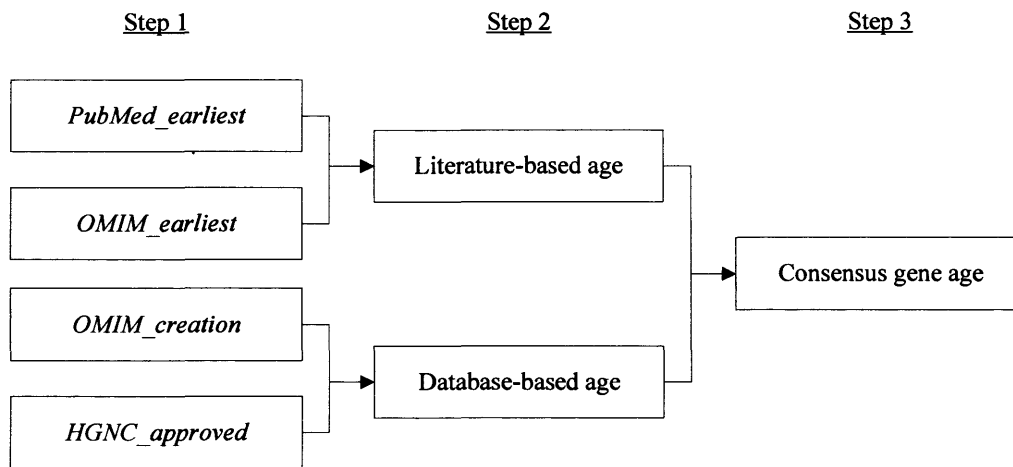 Step 1
Step 2
Step 3
PubMed_earliest
OMIM_earliest
OMIM_creation
HGNC_approved
Literature-based age
Database-based age
Consensus gene age